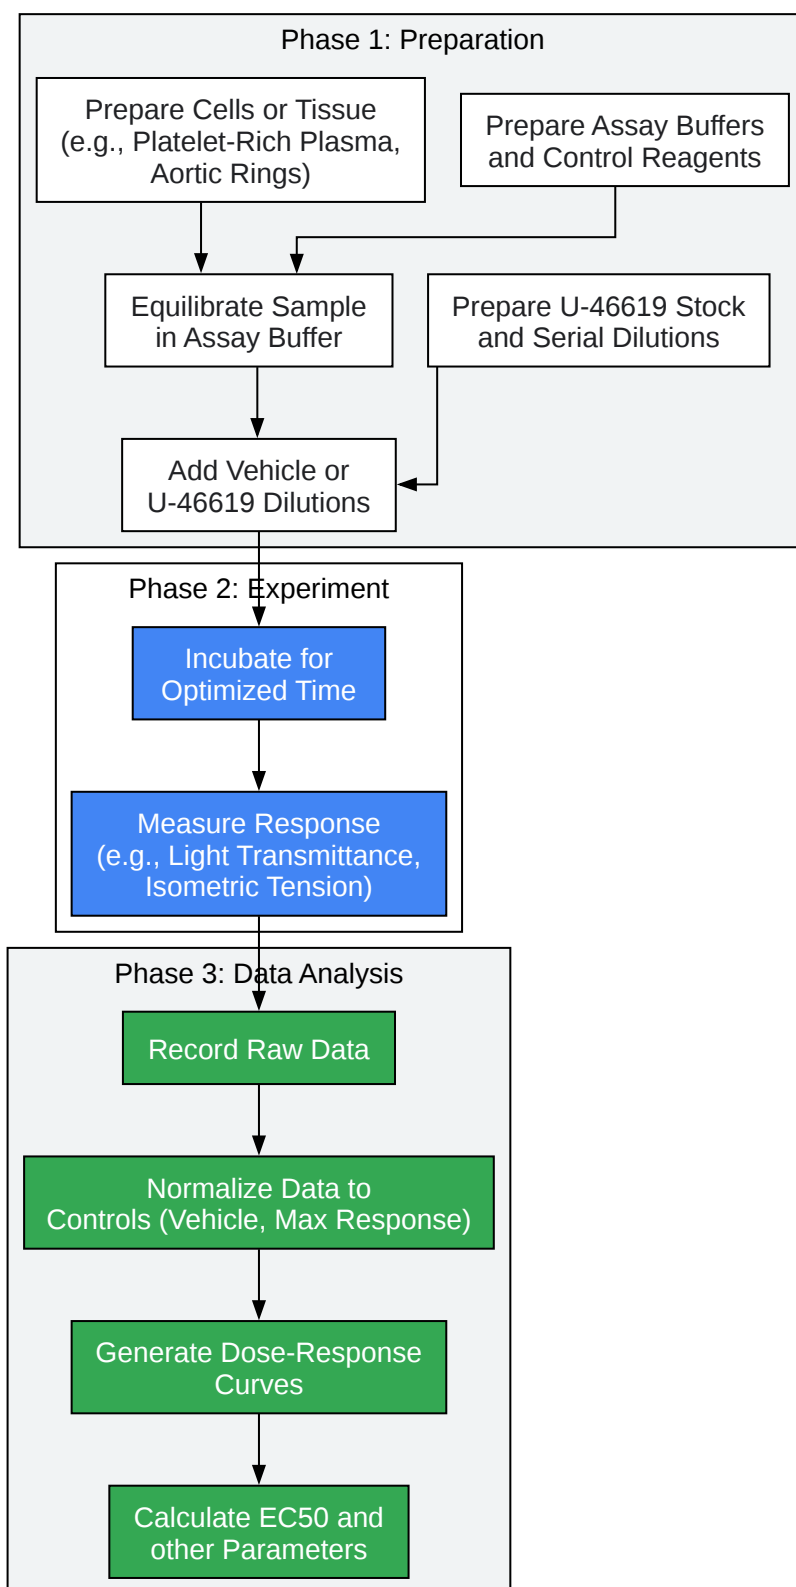 Phase 1: Preparation
Prepare Cells or Tissue
(e.g., Platelet-Rich Plasma,
Aortic Rings)
Prepare Assay Buffers
and Control Reagents
Equilibrate Sample
in Assay Buffer
Prepare U-46619 Stock
and Serial Dilutions
Add Vehicle or
U-46619 Dilutions
Phase 2: Experiment
Incubate for
Optimized Time
Measure Response
(e.g., Light Transmittance,
Isometric Tension)
Phase 3: Data Analysis
Record Raw Data
Normalize Data to
Controls (Vehicle, Max Response)
Generate Dose-Response
Curves
Calculate EC50 and
other Parameters